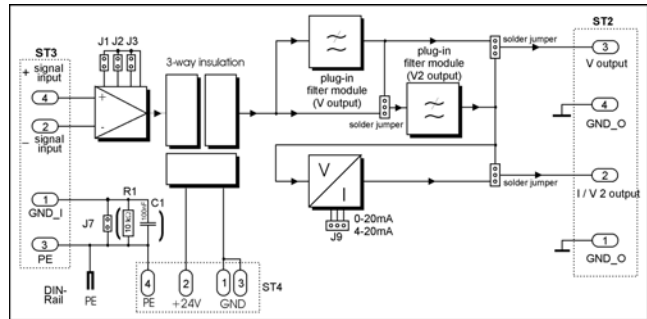 ST3
J1 J2 J3
3-way insulation
ST2
+ signal
input
4
+
-
2
– signal
input
plug-in
filter module
(V output)
plug-in
filter module
(V2 output)
solder jumper
solder jumper
solder jumper
solder jumper
3
V output
4
GND_O
2
I / V 2 output
1
GND_O
V
I
0-20mA
4-20mA
J9
1
GND_I
J7
R1
10 kΩ
C1
100nF
3
PE
DIN-
Rail
PE
4
PE
2
+24V
1
3
GND
ST4